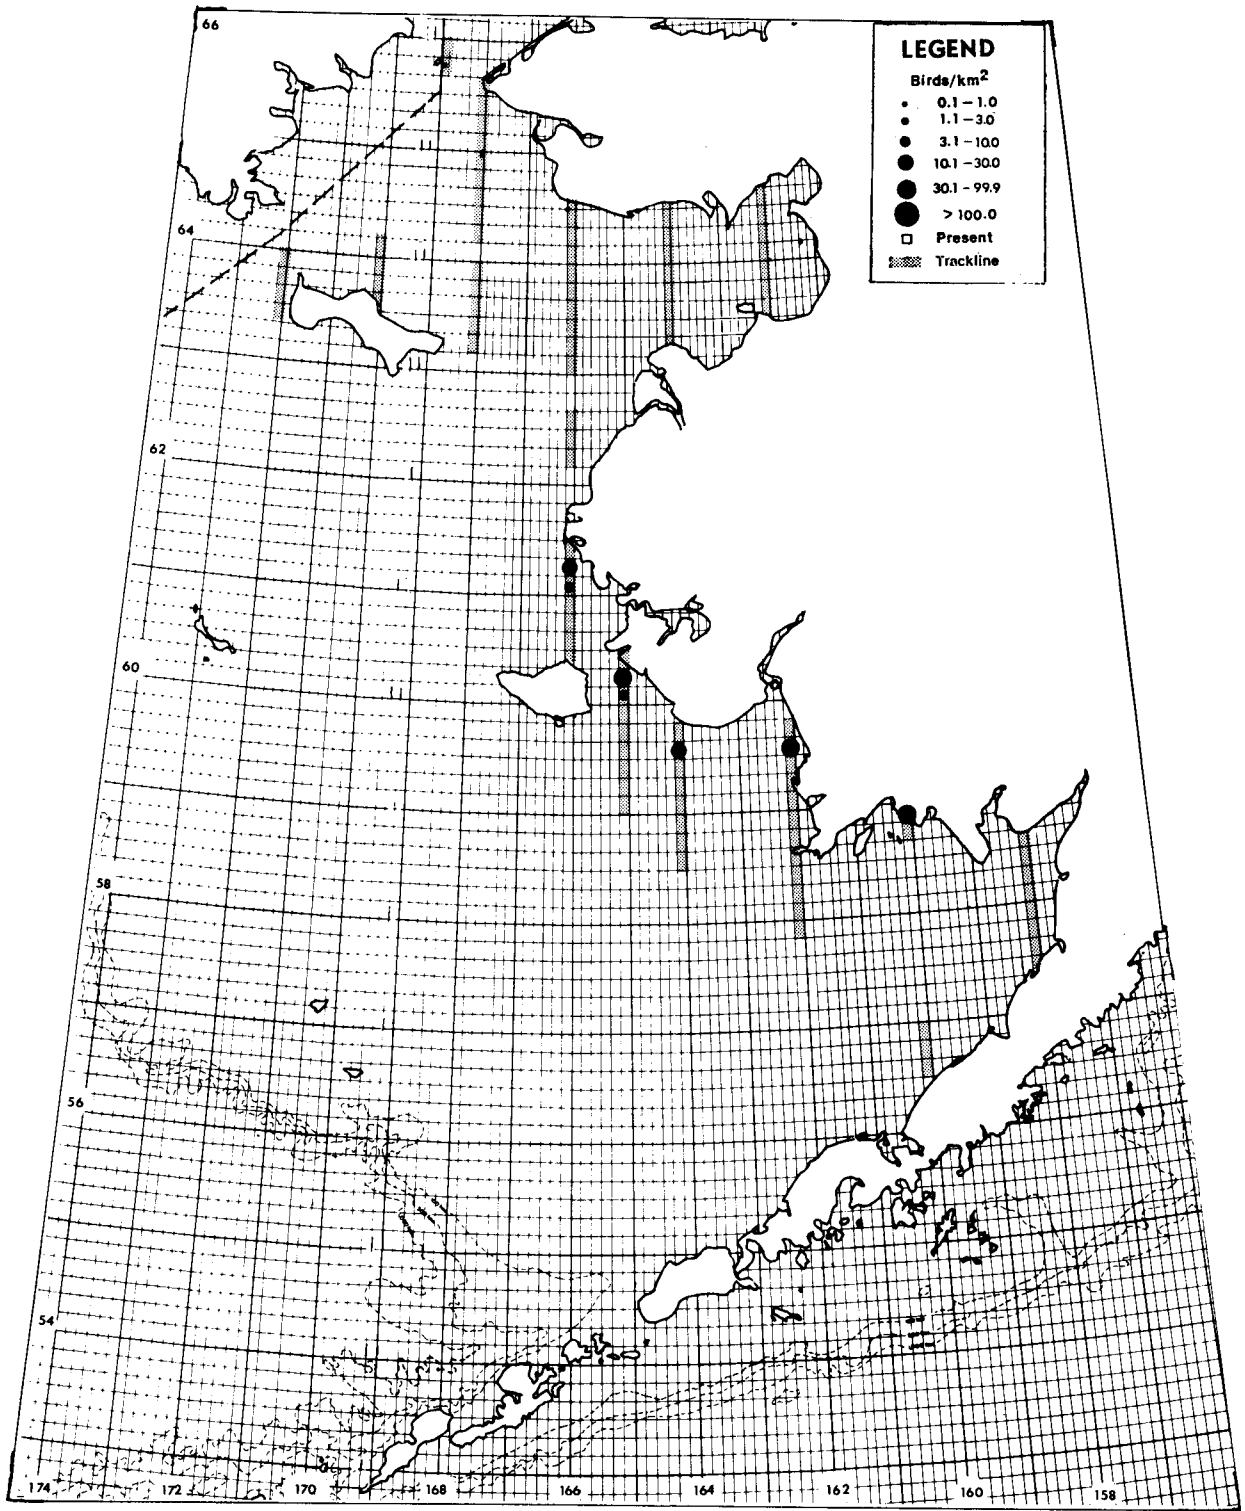 66
LEGEND
Birds/km2
0.1 – 1.0
1.1 – 3.0
3.1 – 10.0
10.1 – 30.0
30.1 – 99.9
> 100.0
Present
Trackline
64
62
60
58
56
54
174 172 170 168 166 164 162 160 158